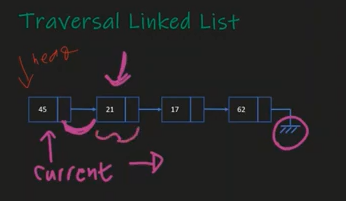 Traversal Linked List
head
45 21 17 62
current